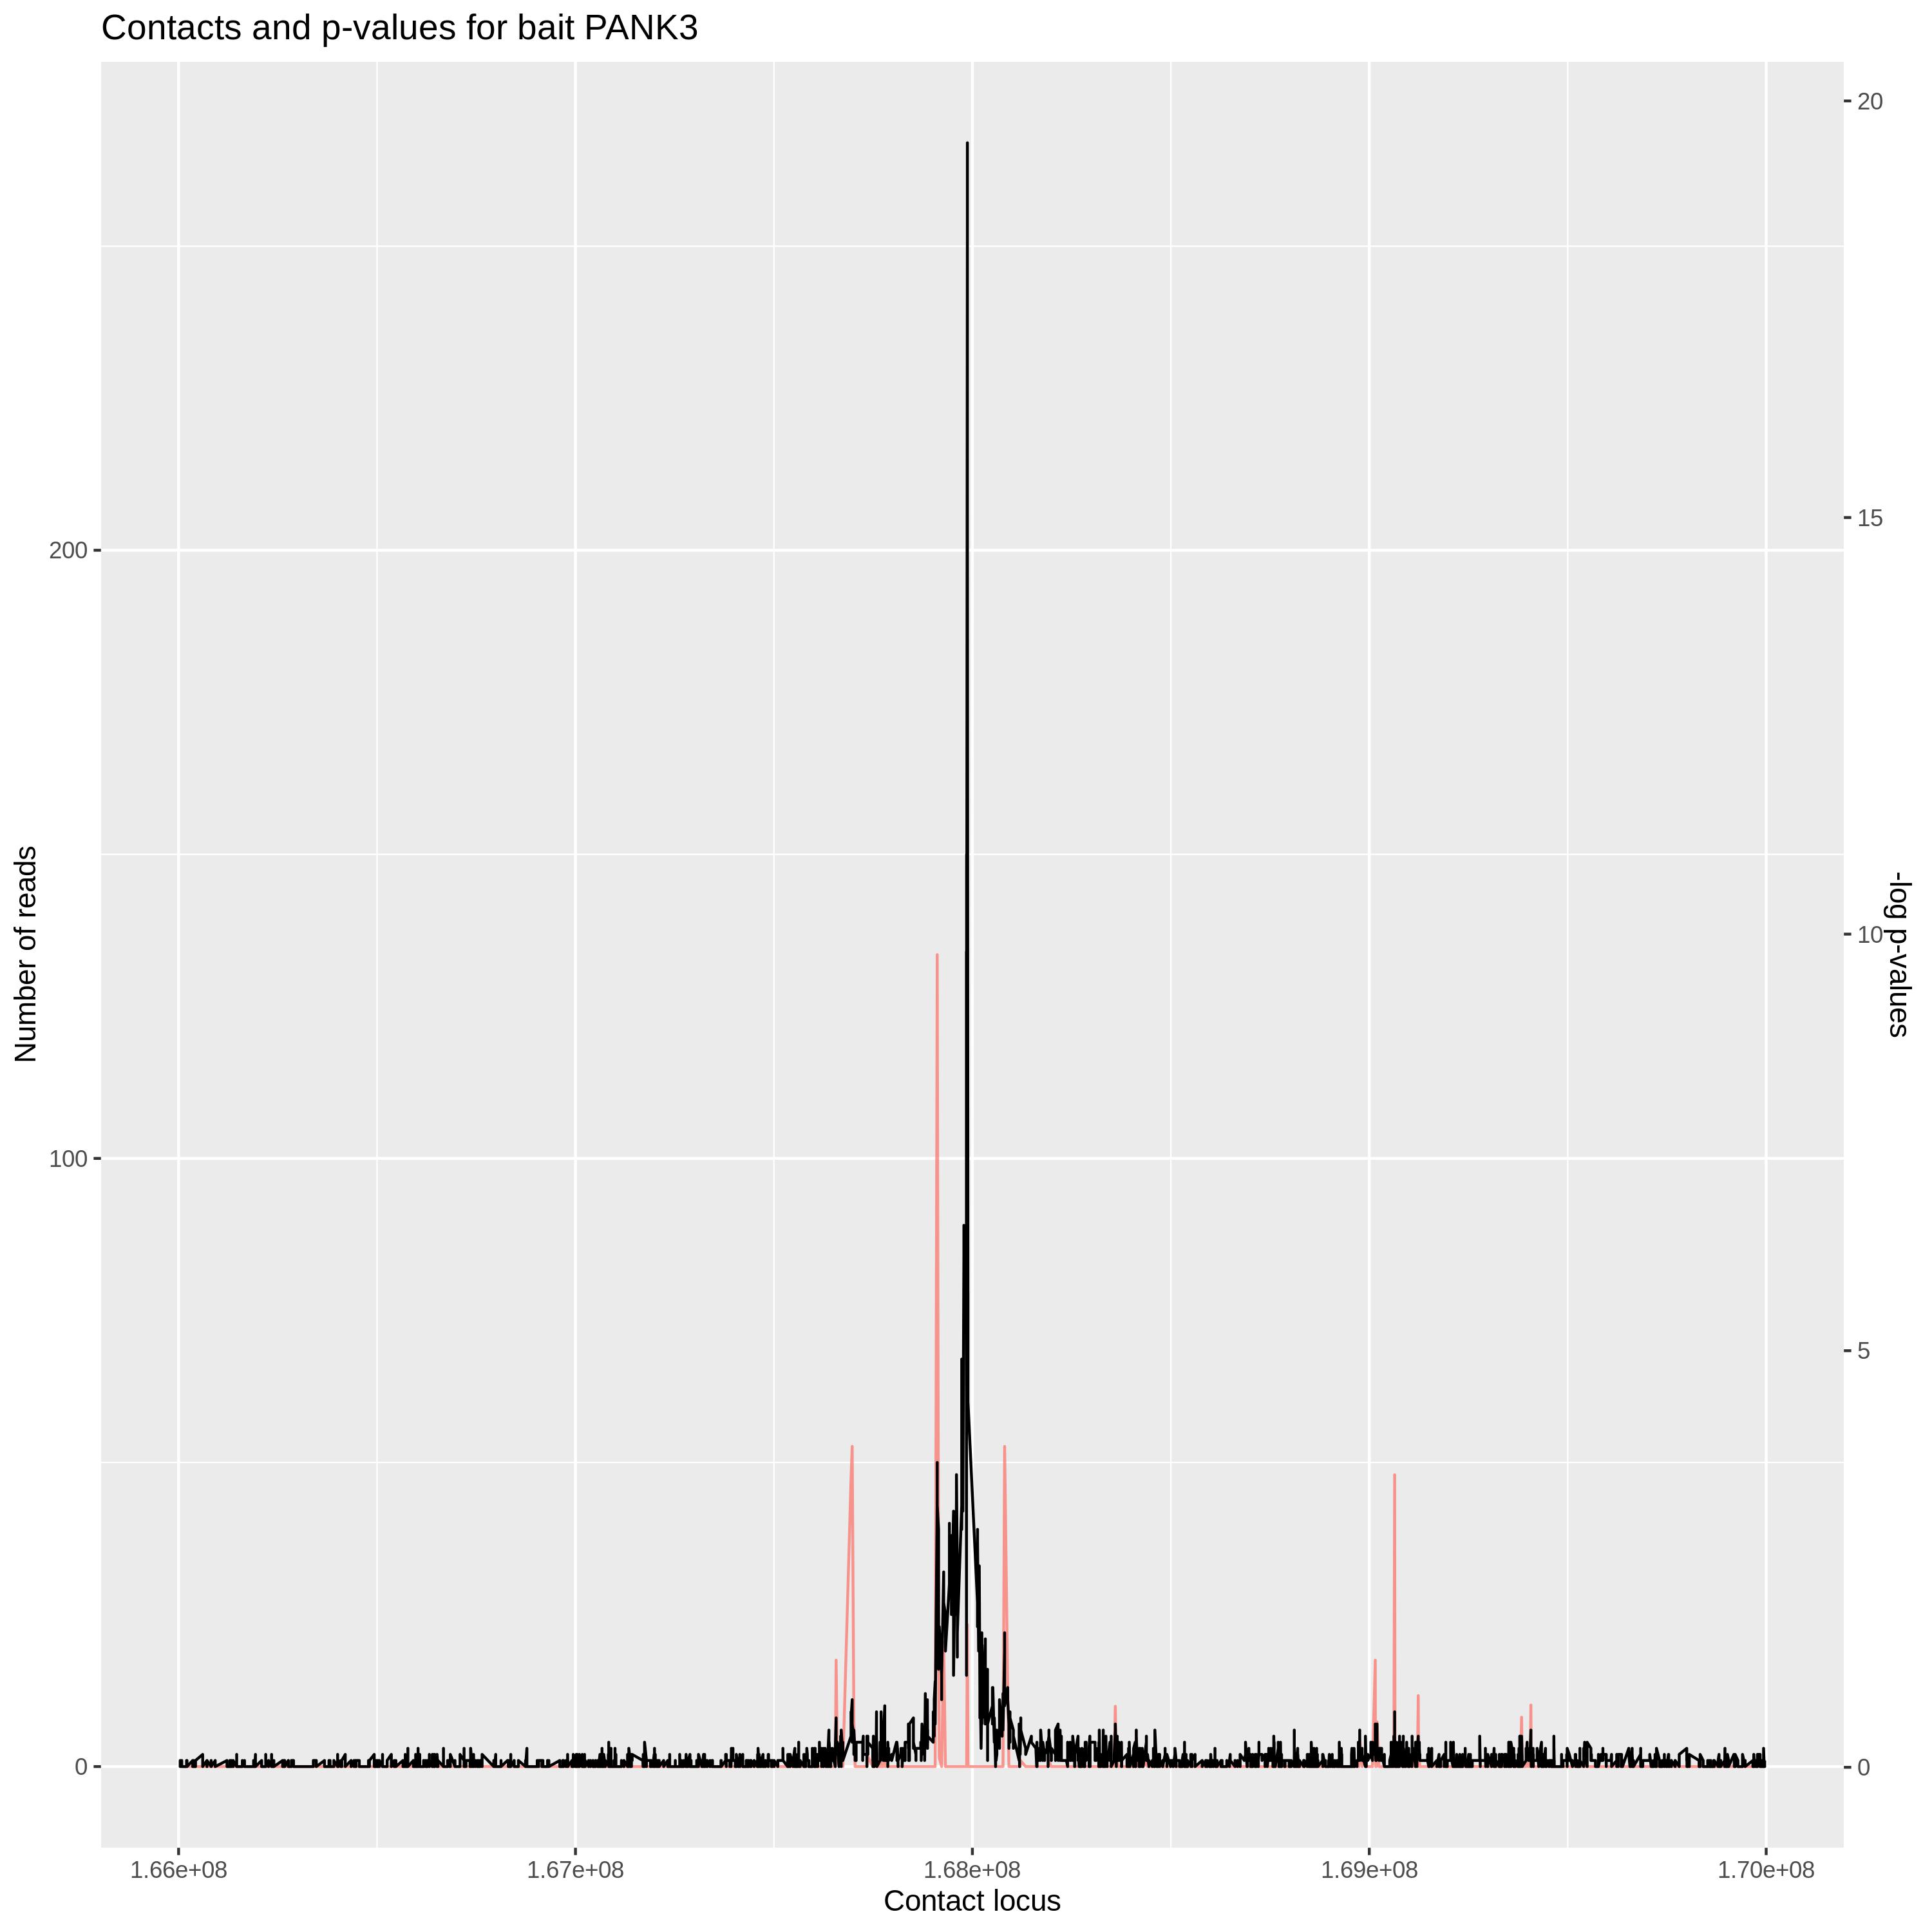 Contacts and p-values for bait PANK3
Number of reads
200
100
0
20
15
10
5
0
-log p-values
1.66e+08
1.67e+08
1.68e+08
1.69e+08
1.70e+08
Contact locus